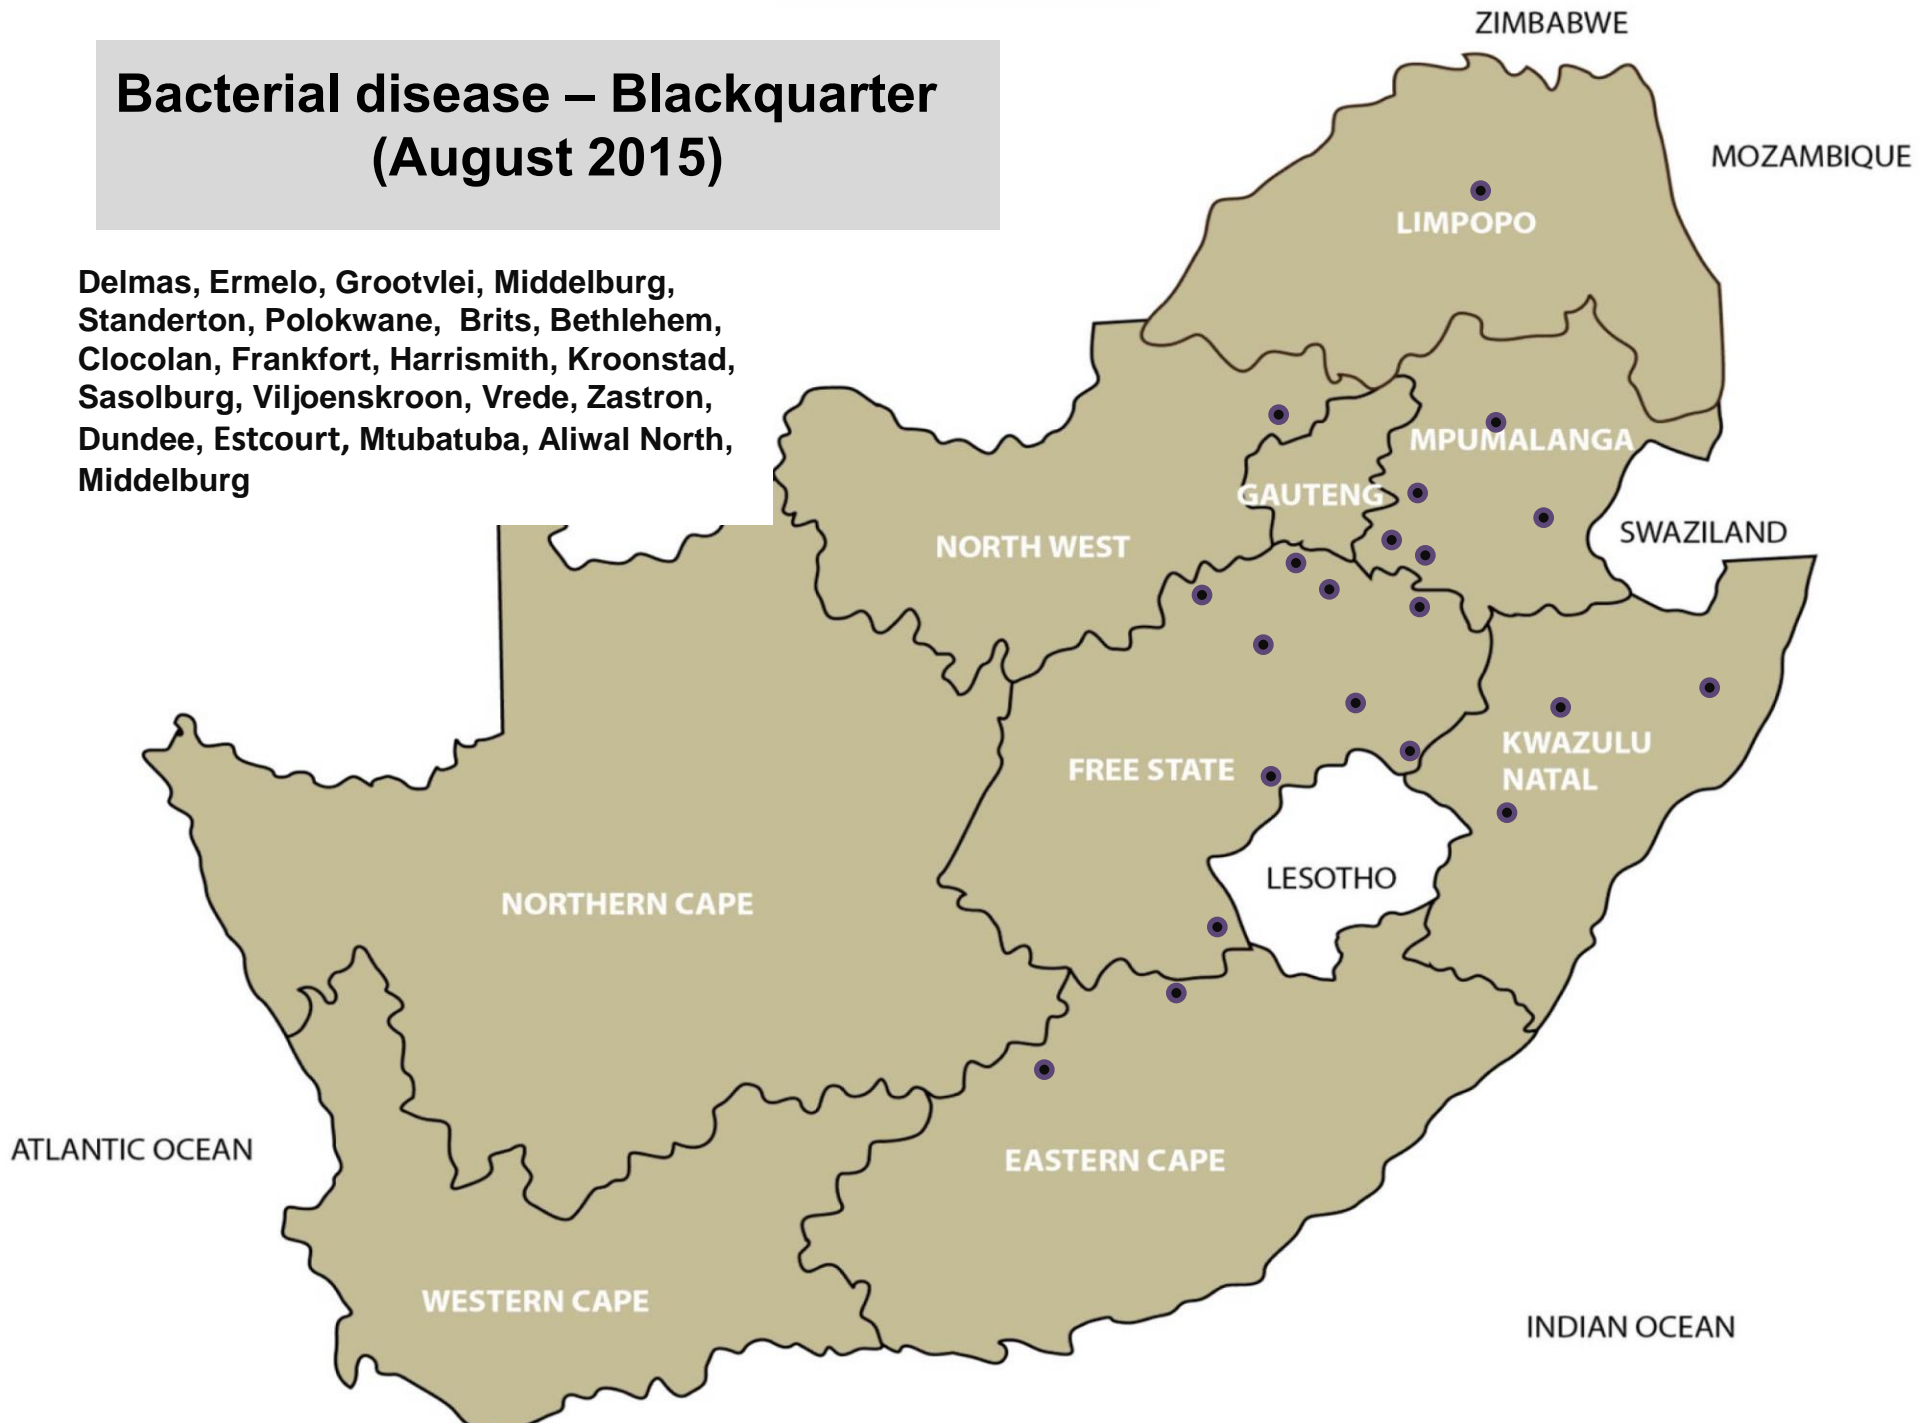 Bacterial disease – Blackquarter
(August 2015)
Delmas, Ermelo, Grootvlei, Middelburg,
Standerton, Polokwane, Brits, Bethlehem,
Clocolan, Frankfort, Harrismith, Kroonstad,
Sasolburg, Viljoenskroon, Vrede, Zastron,
Dundee, Estcourt, Mtubatuba, Aliwal North,
Middelburg
ZIMBABWE
MOZAMBIQUE
LIMPOPO
MPUMALANGA
GAUTENG
SWAZILAND
NORTH WEST
KWAZULU
NATAL
FREE STATE
LESOTHO
NORTHERN CAPE
ATLANTIC OCEAN
EASTERN CAPE
WESTERN CAPE
INDIAN OCEAN